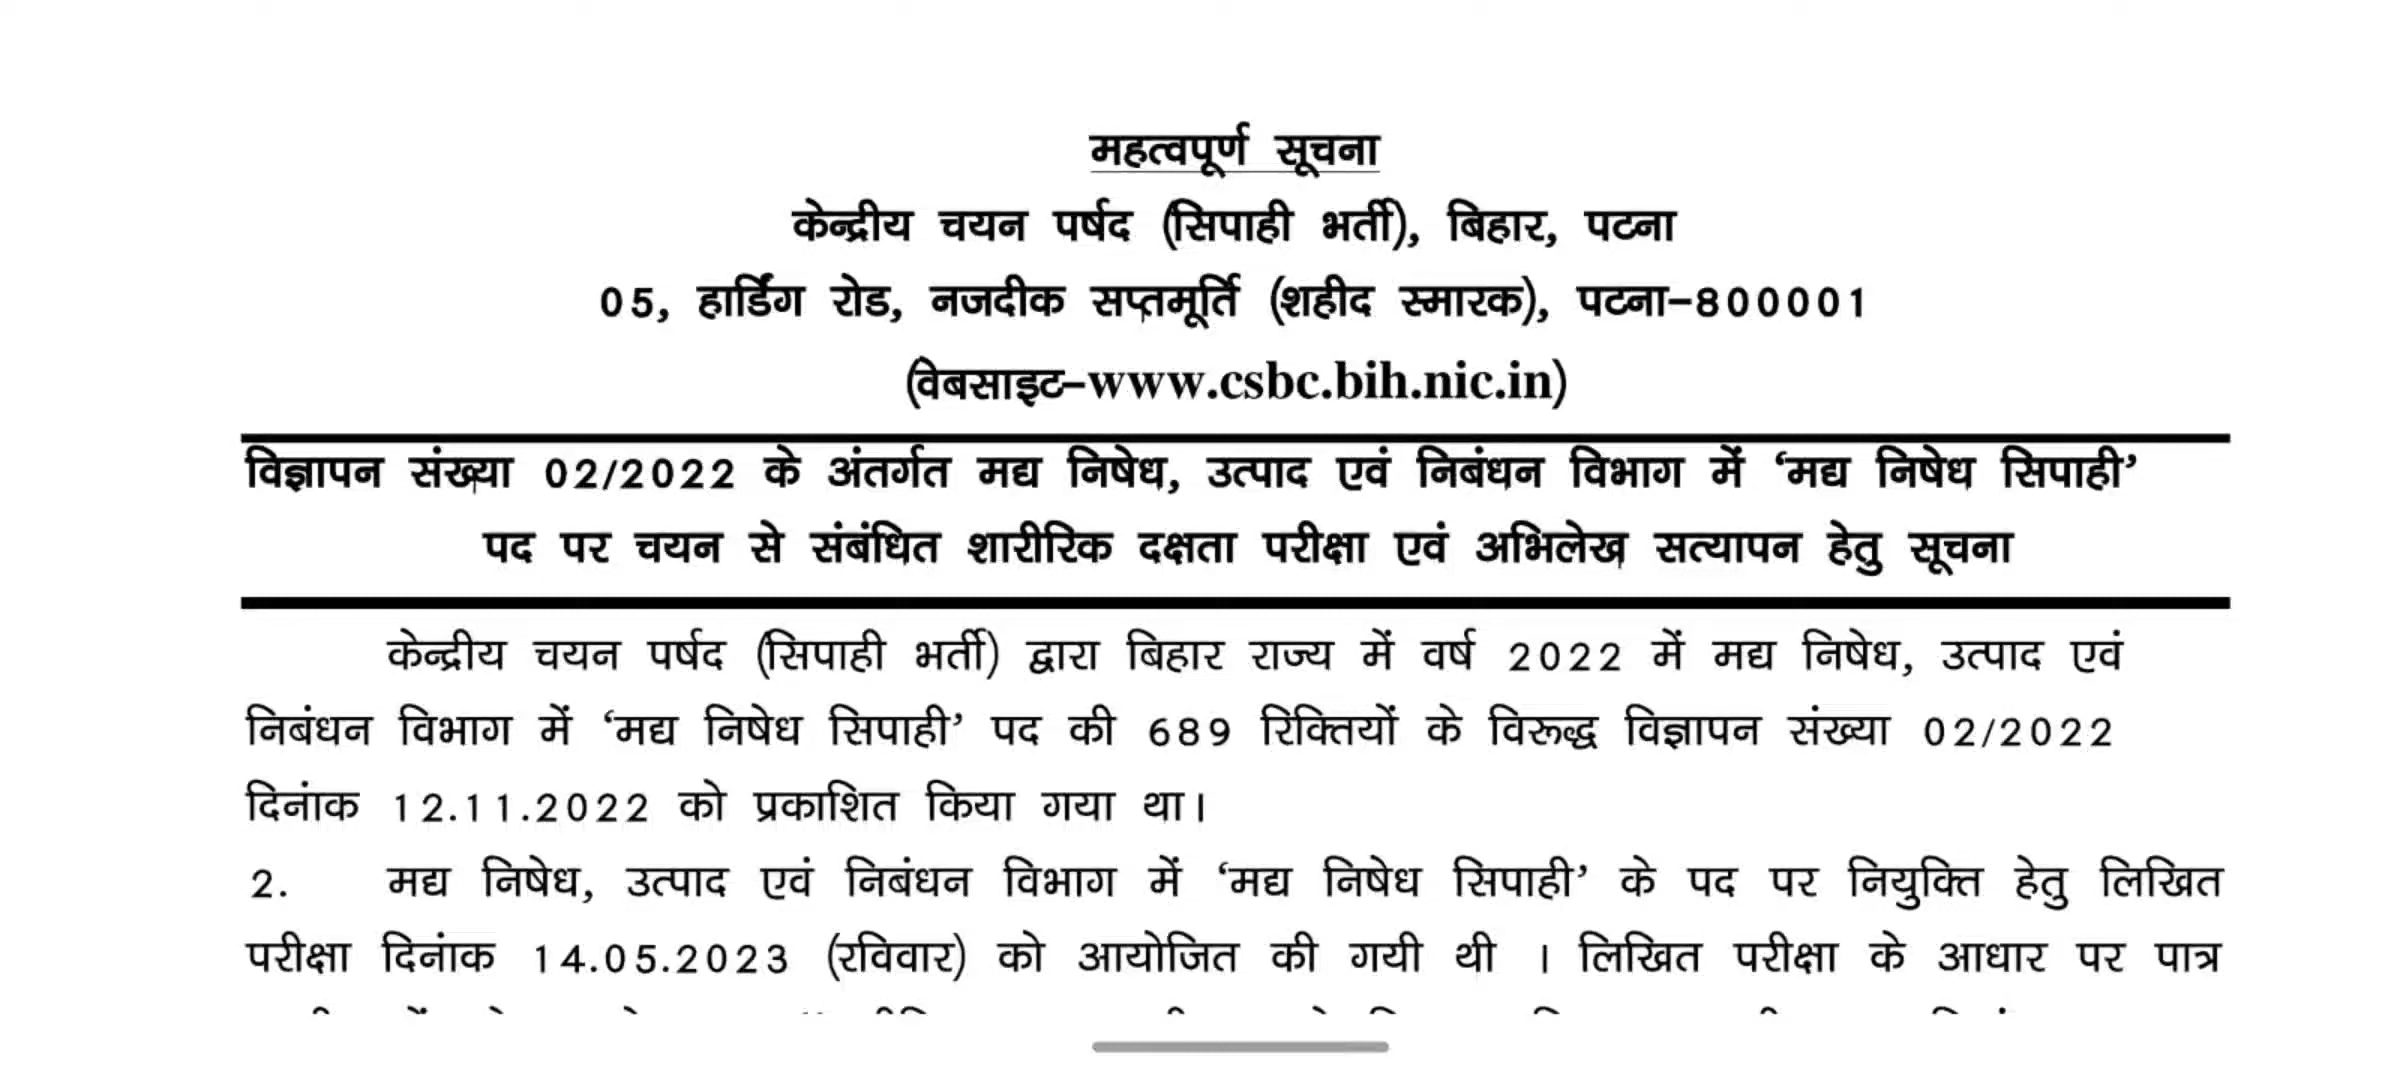 महत्वपूर्ण सूचना
केन्द्रीय चयन पर्षद (सिपाही भर्ती), बिहार, पटना
05, हार्डिंग रोड, नजदीक सप्तमूर्ति (शहीद स्मारक), पटना–800001
(वेबसाइट–www.csbc.bih.nic.in)
विज्ञापन संख्या 02/2022 के अंतर्गत मद्य निषेध, उत्पाद एवं निबंधन विभाग में ‘मद्य निषेध सिपाही’
पद पर चयन से संबंधित शारीरिक दक्षता परीक्षा एवं अभिलेख सत्यापन हेतु सूचना
केन्द्रीय चयन पर्षद (सिपाही भर्ती) द्वारा बिहार राज्य में वर्ष 2022 में मद्य निषेध, उत्पाद एवं
निबंधन विभाग में ‘मद्य निषेध सिपाही’ पद की 689 रिक्तियों के विरूद्ध विज्ञापन संख्या 02/2022
दिनांक 12.11.2022 को प्रकाशित किया गया था।
2. मद्य निषेध, उत्पाद एवं निबंधन विभाग में ‘मद्य निषेध सिपाही’ के पद पर नियुक्ति हेतु लिखित
परीक्षा दिनांक 14.05.2023 (रविवार) को आयोजित की गयी थी । लिखित परीक्षा के आधार पर पात्र